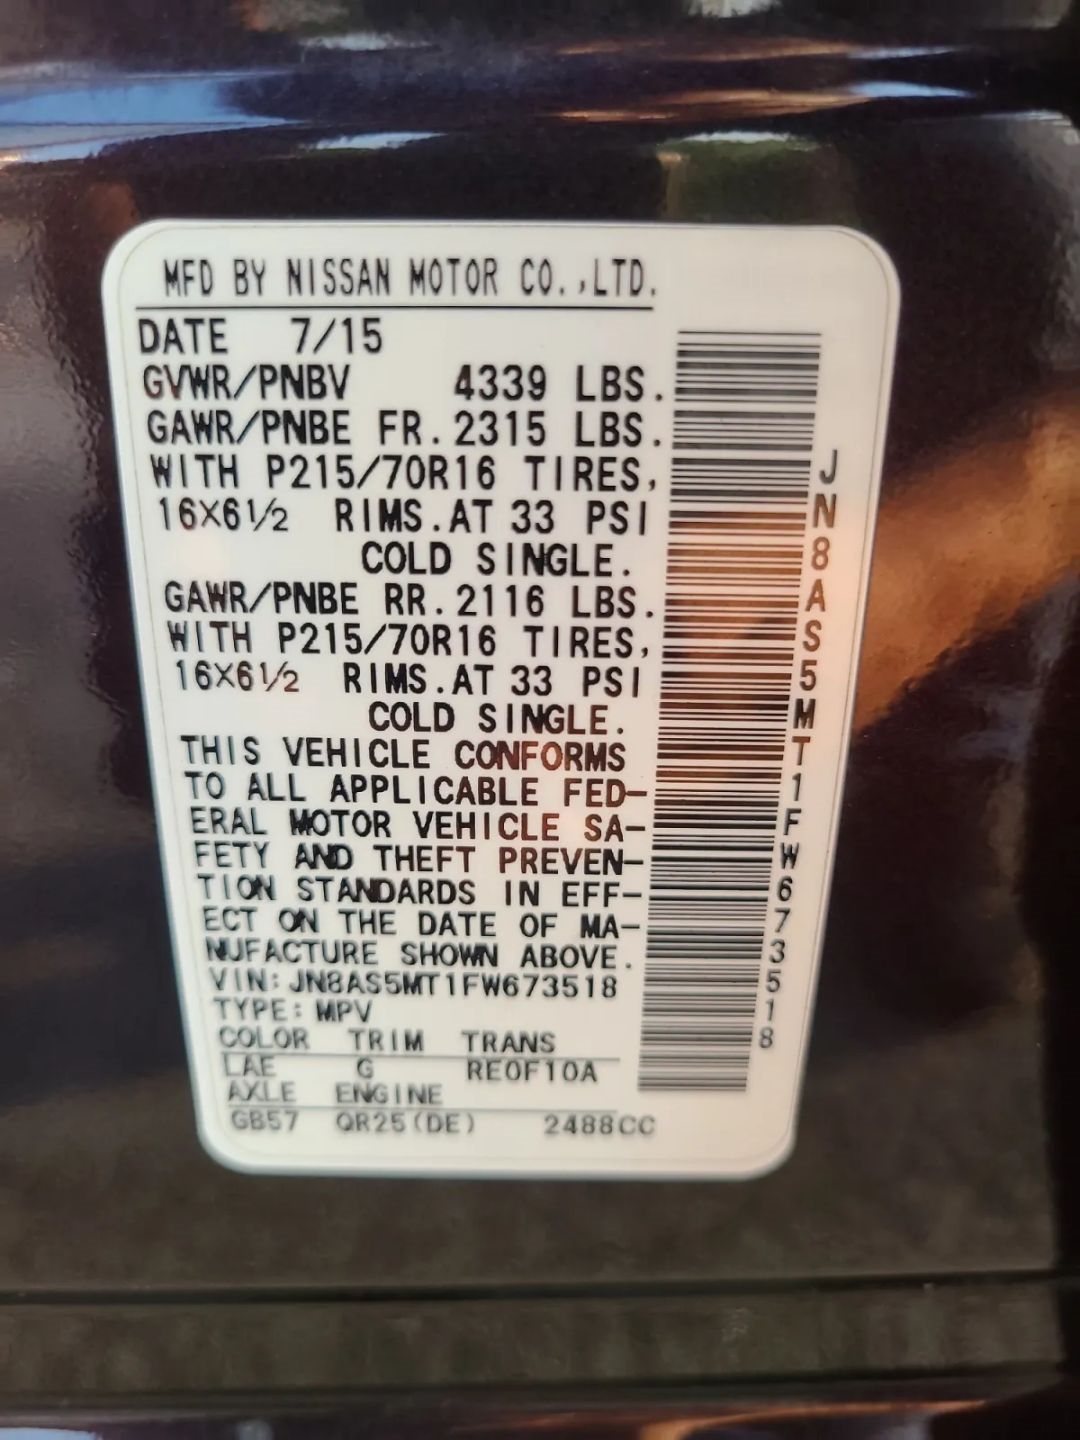 MFD BY NISSAN MOTOR CO.,LTD.
DATE 7/15
GVWR/PNBV 4339 LBS.
GAWR/PNBE FR. 2315 LBS.
WITH P215/70R16 TIRES,
16X6½ RIMS.AT 33 PSI
COLD SINGLE.
GAWR/PNBE RR. 2116 LBS.
WITH P215/70R16 TIRES,
16X6½ RIMS.AT 33 PSI
COLD SINGLE.
THIS VEHICLE CONFORMS
TO ALL APPLICABLE FED-
ERAL MOTOR VEHICLE SA-
FETY AND THEFT PREVEN-
TION STANDARDS IN EFF-
ECT ON THE DATE OF MA-
NUFACTURE SHOWN ABOVE.
VIN: JN8AS5MT1FW673518
TYPE: MPV
COLOR TRIM TRANS
LAE G RE0F10A
AXLE ENGINE
GB57 QR25(DE) 2488CC
JN8AS5MT1FW673518